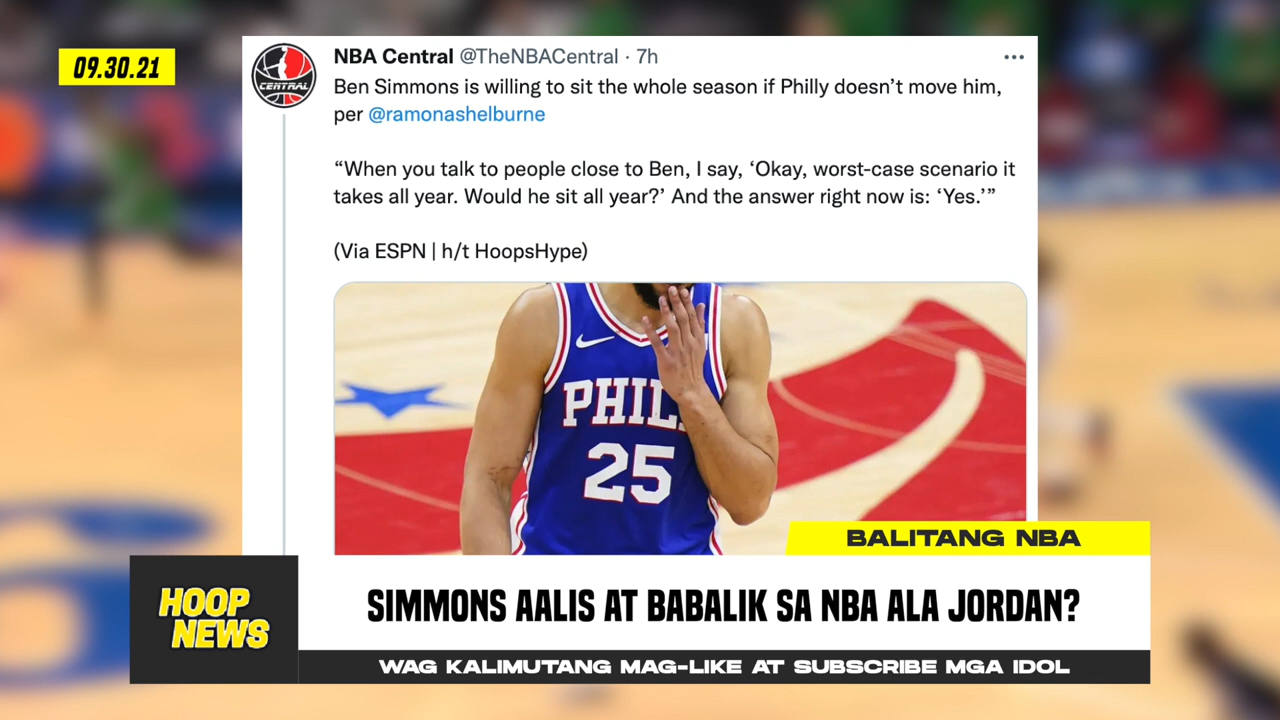 09.30.21
CENTRAL
NBA Central @TheNBACentral · 7h
Ben Simmons is willing to sit the whole season if Philly doesn’t move him,
per @ramonashelburne
“When you talk to people close to Ben, I say, ‘Okay, worst-case scenario it
takes all year. Would he sit all year?’ And the answer right now is: ‘Yes.’”
(Via ESPN | h/t HoopsHype)
PHIL
25
BALITANG NBA
HOOP
NEWS
SIMMONS AALIS AT BABALIK SA NBA ALA JORDAN?
WAG KALIMUTANG MAG-LIKE AT SUBSCRIBE MGA IDOL